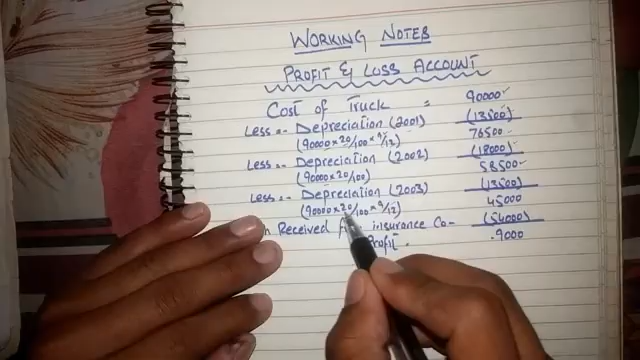 WORKING NOTES
PROFIT & LOSS ACCOUNT
Cost of Truck = 90000
Less:- Depreciation (2001) (13500)
(90000×20/100×9/12) 76500
Less:- Depreciation (2002) (18000)
(90000×20/100) 58500
Less:- Depreciation (2003) (13500)
(90000×20/100×9/12) 45000
Received insurance Co- (54000)
Profit. 9000